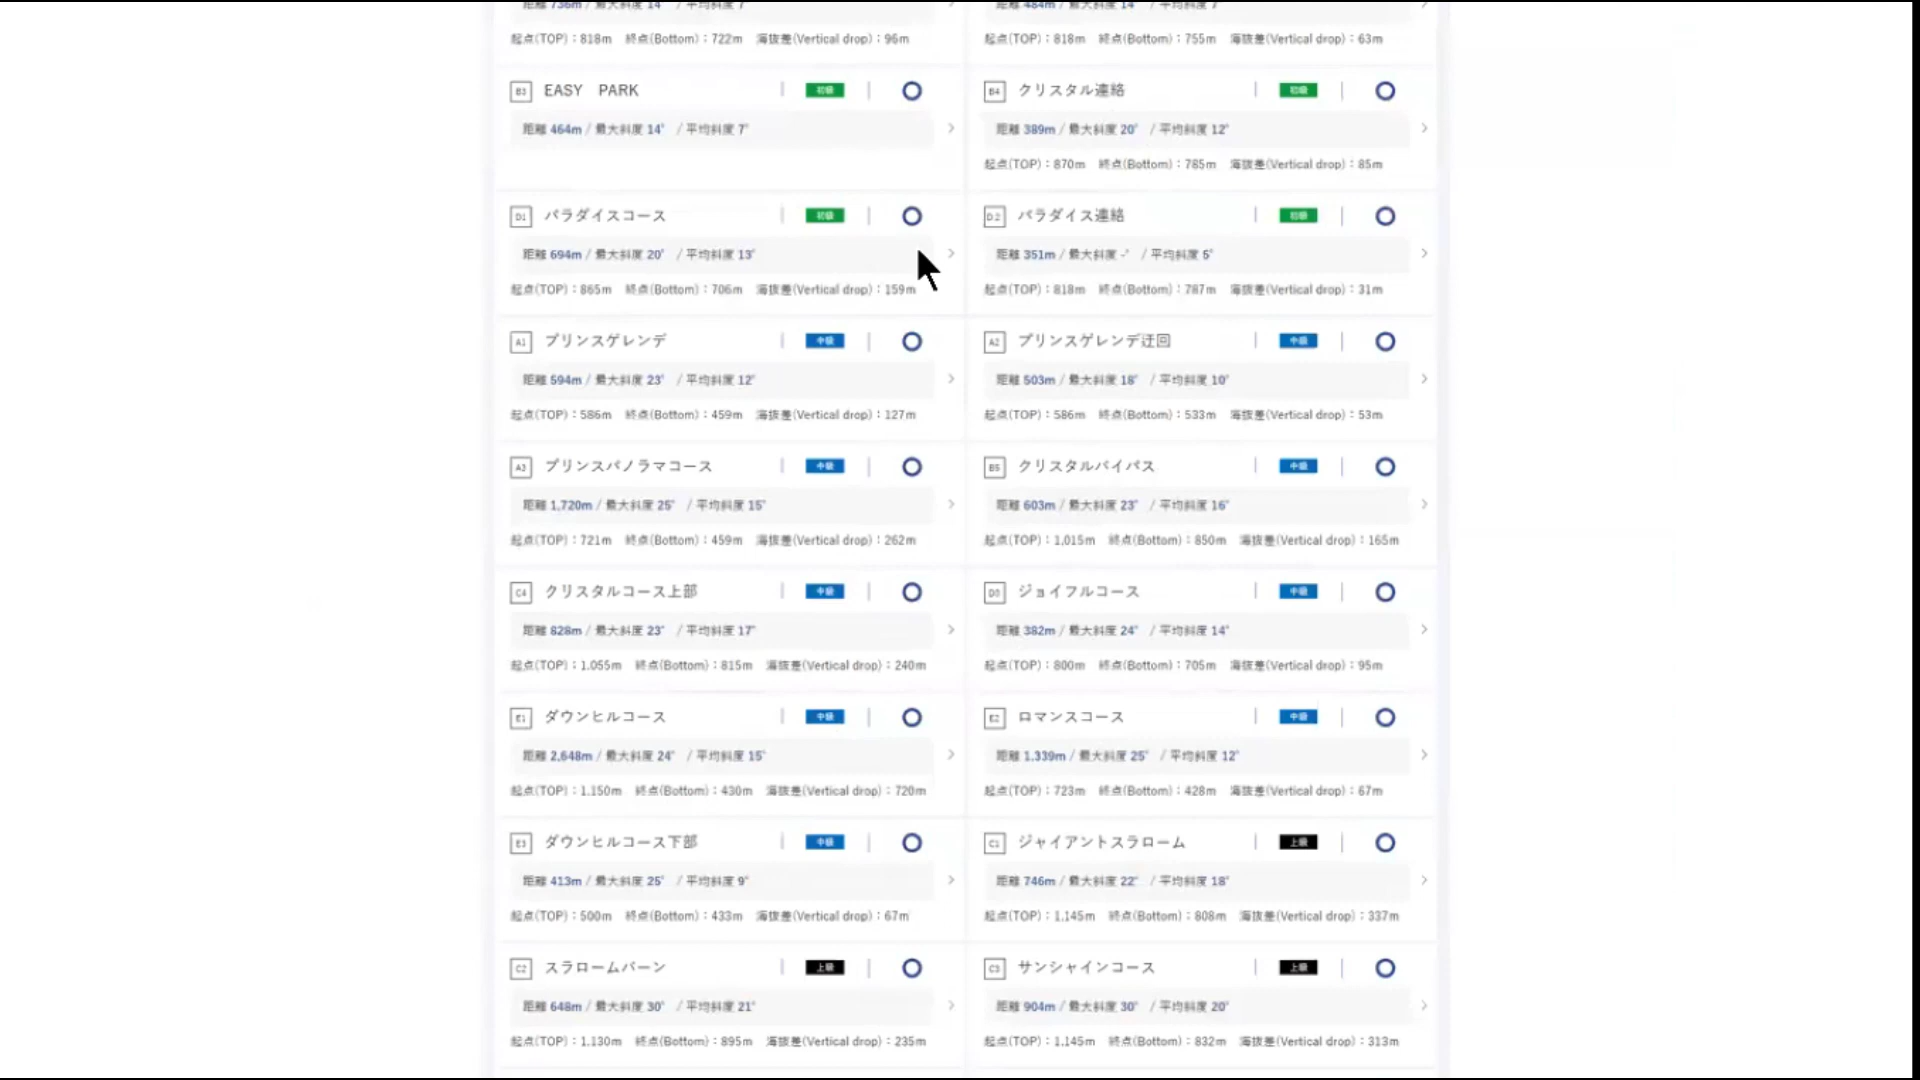 距離 736m / 最大斜度 14° / 平均斜度 7°
起点(TOP)：818m 終点(Bottom)：722m 海抜差(Vertical drop)：96m
距離 484m / 最大斜度 14° / 平均斜度 7°
起点(TOP)：818m 終点(Bottom)：755m 海抜差(Vertical drop)：63m
B3 EASY PARK 初級
距離 464m / 最大斜度 14° / 平均斜度 7°
B4 クリスタル連絡 初級
距離 389m / 最大斜度 20° / 平均斜度 12°
起点(TOP)：870m 終点(Bottom)：785m 海抜差(Vertical drop)：85m
D1 パラダイスコース 初級
距離 694m / 最大斜度 20° / 平均斜度 13°
起点(TOP)：865m 終点(Bottom)：706m 海抜差(Vertical drop)：159m
D2 パラダイス連絡 初級
距離 351m / 最大斜度 -° / 平均斜度 5°
起点(TOP)：818m 終点(Bottom)：787m 海抜差(Vertical drop)：31m
A1 プリンスゲレンデ 中級
距離 594m / 最大斜度 23° / 平均斜度 12°
起点(TOP)：586m 終点(Bottom)：459m 海抜差(Vertical drop)：127m
A2 プリンスゲレンデ迂回 中級
距離 503m / 最大斜度 18° / 平均斜度 10°
起点(TOP)：586m 終点(Bottom)：533m 海抜差(Vertical drop)：53m
A3 プリンスパノラマコース 中級
距離 1,720m / 最大斜度 25° / 平均斜度 15°
起点(TOP)：721m 終点(Bottom)：459m 海抜差(Vertical drop)：262m
B5 クリスタルバイパス 中級
距離 603m / 最大斜度 23° / 平均斜度 16°
起点(TOP)：1,015m 終点(Bottom)：850m 海抜差(Vertical drop)：165m
C4 クリスタルコース上部 中級
距離 828m / 最大斜度 23° / 平均斜度 17°
起点(TOP)：1,055m 終点(Bottom)：815m 海抜差(Vertical drop)：240m
D3 ジョイフルコース 中級
距離 382m / 最大斜度 24° / 平均斜度 14°
起点(TOP)：800m 終点(Bottom)：705m 海抜差(Vertical drop)：95m
E1 ダウンヒルコース 中級
距離 2,648m / 最大斜度 24° / 平均斜度 15°
起点(TOP)：1,150m 終点(Bottom)：430m 海抜差(Vertical drop)：720m
E2 ロマンスコース 中級
距離 1,339m / 最大斜度 25° / 平均斜度 12°
起点(TOP)：723m 終点(Bottom)：428m 海抜差(Vertical drop)：67m
E3 ダウンヒルコース下部 中級
距離 413m / 最大斜度 25° / 平均斜度 9°
起点(TOP)：500m 終点(Bottom)：433m 海抜差(Vertical drop)：67m
C1 ジャイアントスラローム 上級
距離 746m / 最大斜度 22° / 平均斜度 18°
起点(TOP)：1,145m 終点(Bottom)：808m 海抜差(Vertical drop)：337m
C2 スラロームバーン 上級
距離 648m / 最大斜度 30° / 平均斜度 21°
起点(TOP)：1,130m 終点(Bottom)：895m 海抜差(Vertical drop)：235m
C3 サンシャインコース 上級
距離 904m / 最大斜度 30° / 平均斜度 20°
起点(TOP)：1,145m 終点(Bottom)：832m 海抜差(Vertical drop)：313m